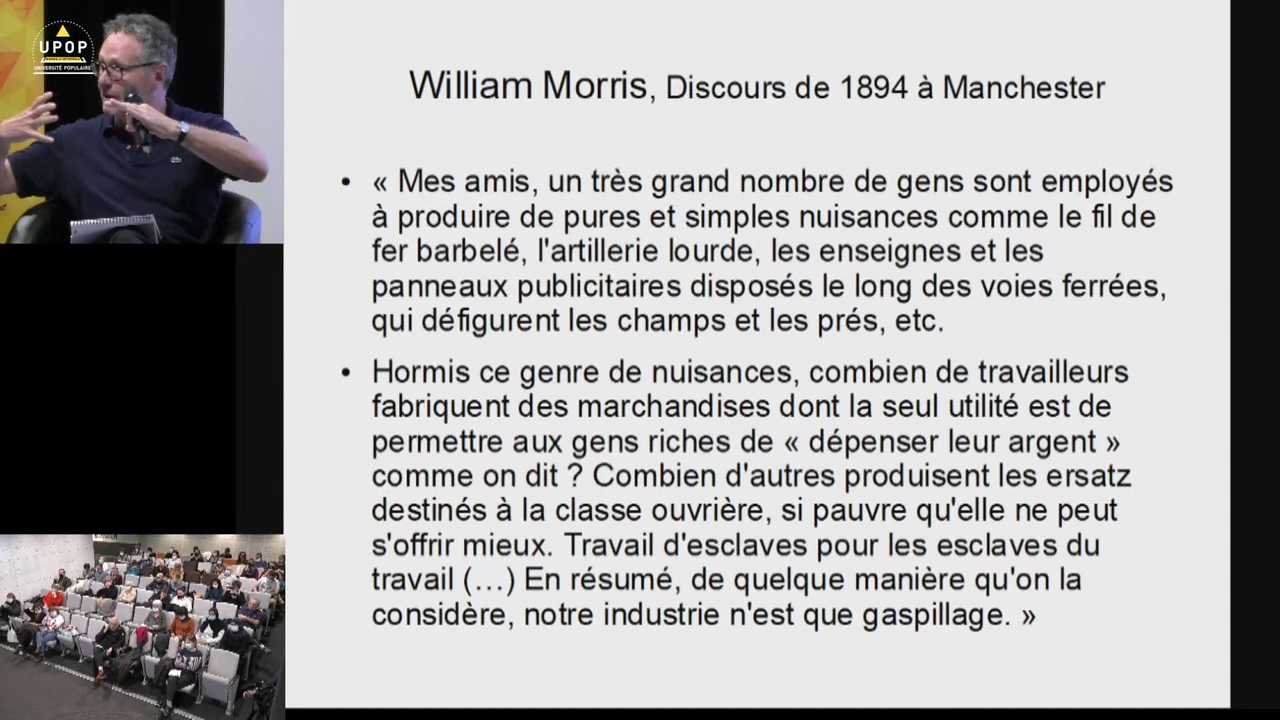 UPOP
UNIVERSITÉ POPULAIRE
William Morris, Discours de 1894 à Manchester
• « Mes amis, un très grand nombre de gens sont employés
à produire de pures et simples nuisances comme le fil de
fer barbelé, l'artillerie lourde, les enseignes et les
panneaux publicitaires disposés le long des voies ferrées,
qui défigurent les champs et les prés, etc.
• Hormis ce genre de nuisances, combien de travailleurs
fabriquent des marchandises dont la seul utilité est de
permettre aux gens riches de « dépenser leur argent »
comme on dit ? Combien d'autres produisent les ersatz
destinés à la classe ouvrière, si pauvre qu'elle ne peut
s'offrir mieux. Travail d'esclaves pour les esclaves du
travail (...) En résumé, de quelque manière qu'on la
considère, notre industrie n'est que gaspillage. »